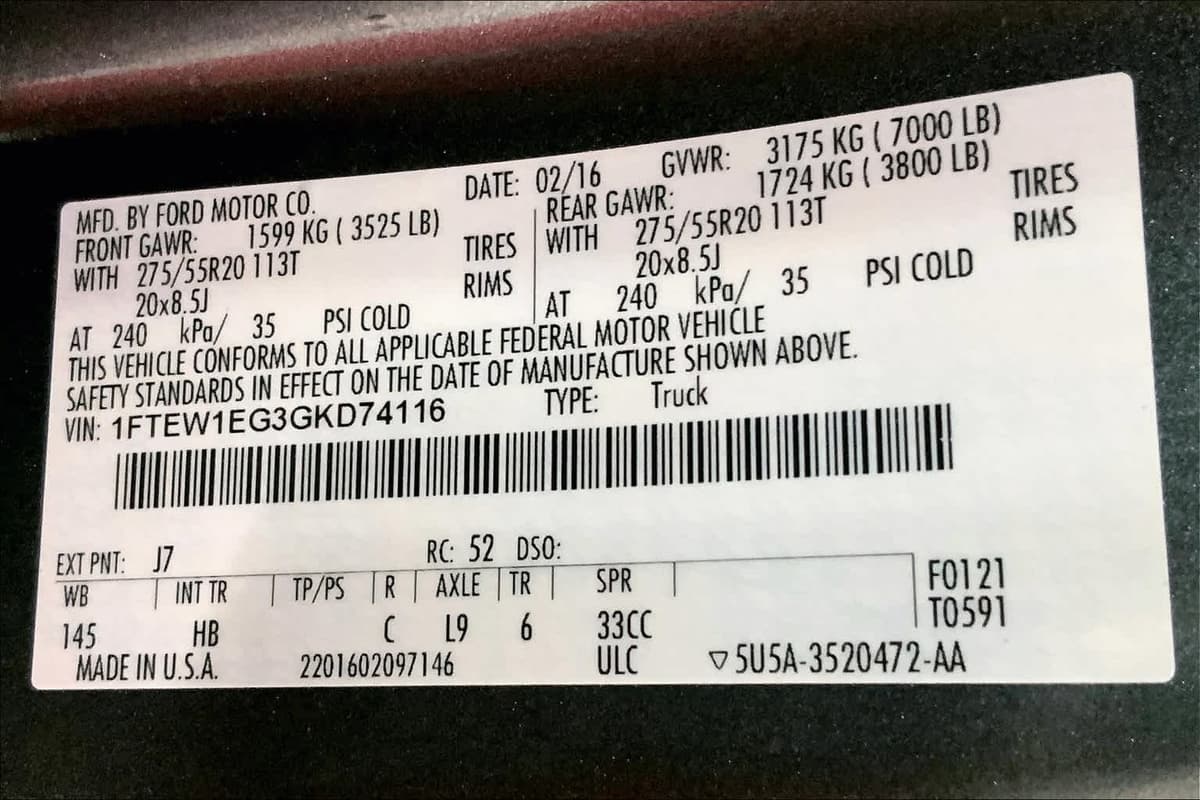 MFD. BY FORD MOTOR CO. DATE: 02/16 GVWR: 3175 KG ( 7000 LB)
FRONT GAWR: 1599 KG ( 3525 LB) REAR GAWR: 1724 KG ( 3800 LB)
WITH 275/55R20 113T TIRES WITH 275/55R20 113T TIRES
20x8.5J RIMS 20x8.5J RIMS
AT 240 kPa/ 35 PSI COLD AT 240 kPa/ 35 PSI COLD
THIS VEHICLE CONFORMS TO ALL APPLICABLE FEDERAL MOTOR VEHICLE
SAFETY STANDARDS IN EFFECT ON THE DATE OF MANUFACTURE SHOWN ABOVE.
VIN: 1FTEW1EG3GKD74116 TYPE: Truck
EXT PNT: J7 RC: 52 DSO:
WB INT TR TP/PS R AXLE TR SPR F0121
145 HB C L9 6 33CC T0591
MADE IN U.S.A. 2201602097146 ULC ▽5U5A-3520472-AA